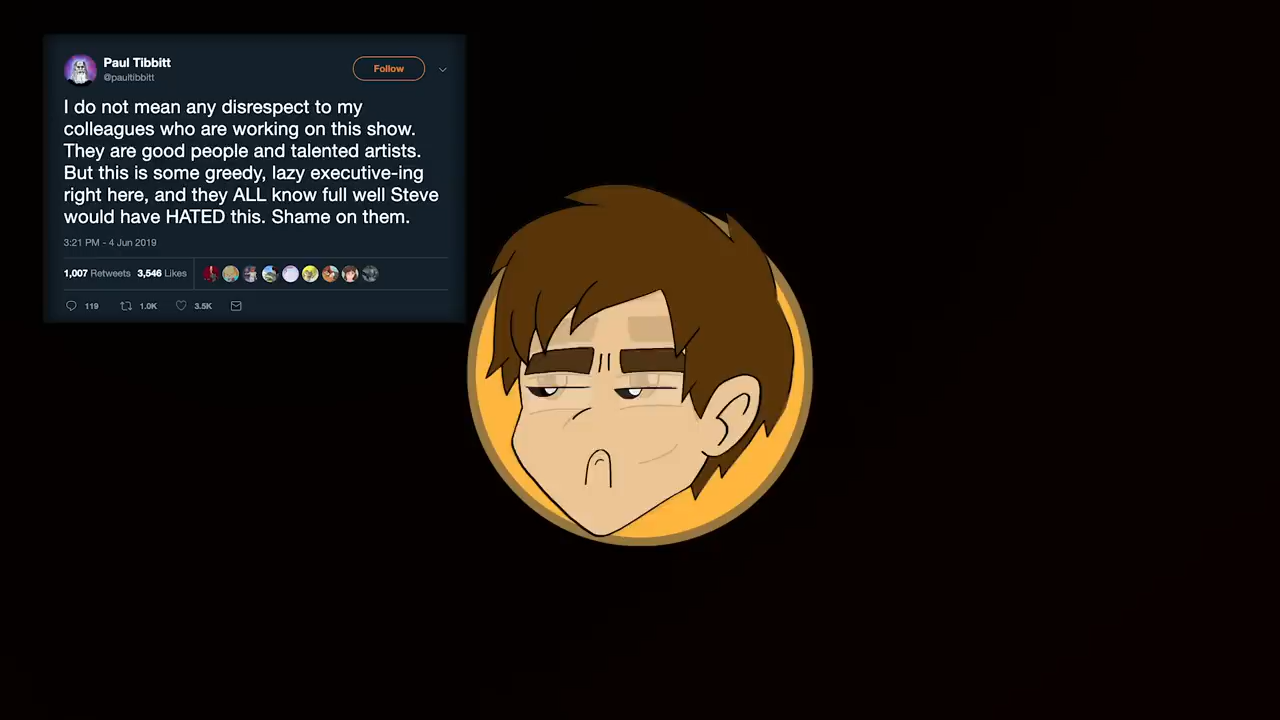 Paul Tibbitt
@paultibbitt
Follow
I do not mean any disrespect to my
colleagues who are working on this show.
They are good people and talented artists.
But this is some greedy, lazy executive-ing
right here, and they ALL know full well Steve
would have HATED this. Shame on them.
3:21 PM - 4 Jun 2019
1,007 Retweets 3,546 Likes
119 1.0K 3.5K